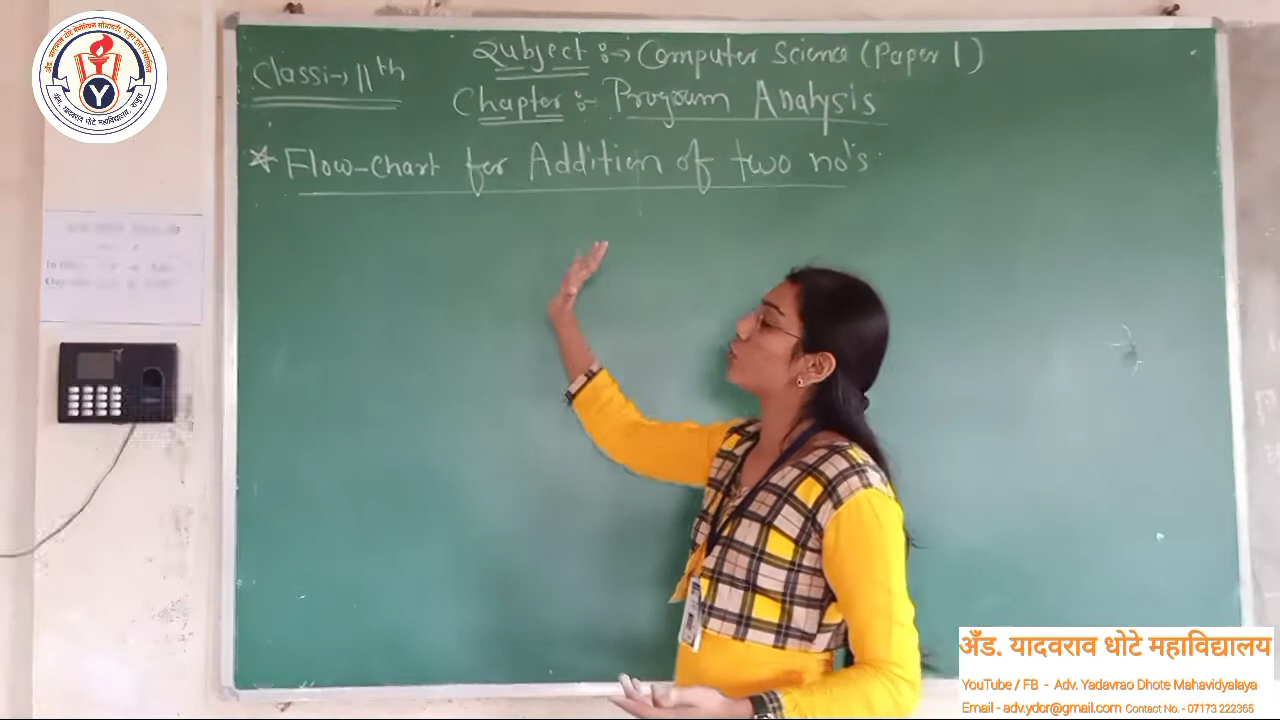 Y
Class:→ 11th
Subject :→ Computer Science (Paper 1)
Chapter :- Program Analysis
* Flow-chart for Addition of two no's.
अँड. यादवराव धोटे महाविद्यालय
YouTube / FB - Adv. Yadavrao Dhote Mahavidyalaya
Email - adv.ydcr@gmail.com Contact No. - 07173 222365